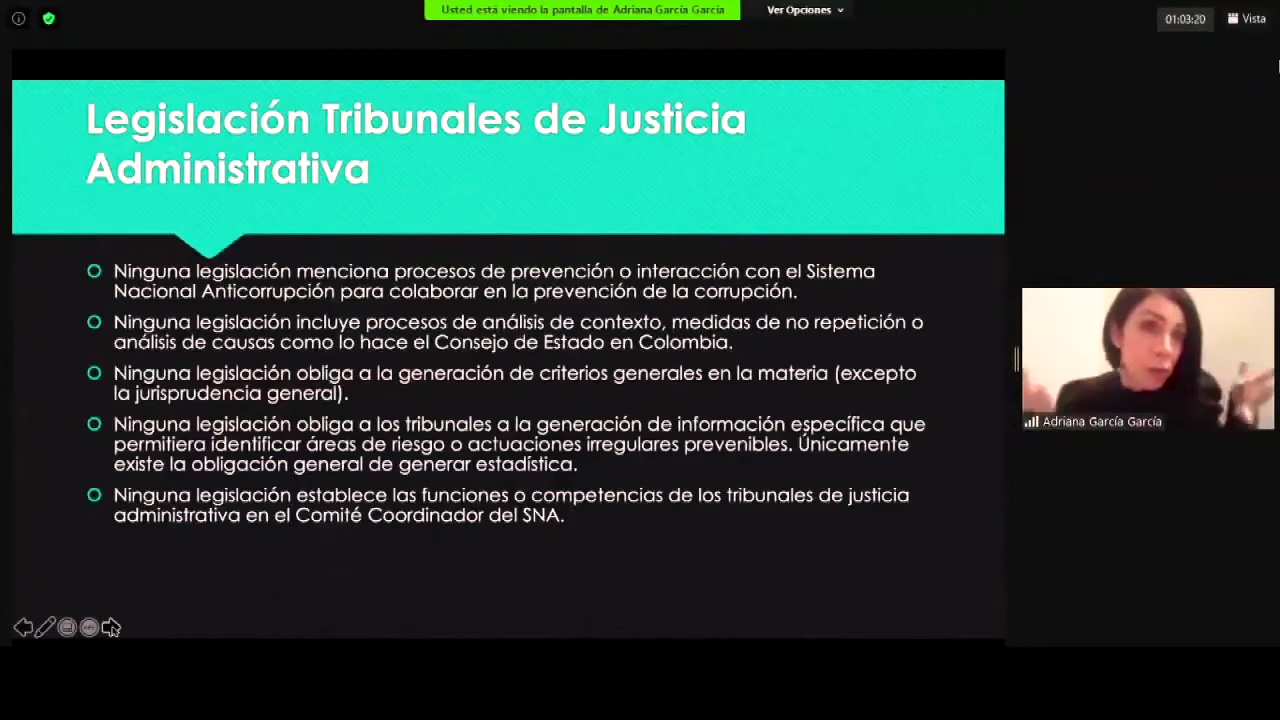 Usted está viendo la pantalla de Adriana García García
Ver Opciones
01:03:20
Vista
Legislación Tribunales de Justicia
Administrativa
Ninguna legislación menciona procesos de prevención o interacción con el Sistema
Nacional Anticorrupción para colaborar en la prevención de la corrupción.
Ninguna legislación incluye procesos de análisis de contexto, medidas de no repetición o
análisis de causas como lo hace el Consejo de Estado en Colombia.
Ninguna legislación obliga a la generación de criterios generales en la materia (excepto
la jurisprudencia general).
Ninguna legislación obliga a los tribunales a la generación de información específica que
permitiera identificar áreas de riesgo o actuaciones irregulares prevenibles. Únicamente
existe la obligación general de generar estadística.
Ninguna legislación establece las funciones o competencias de los tribunales de justicia
administrativa en el Comité Coordinador del SNA.
Adriana García García